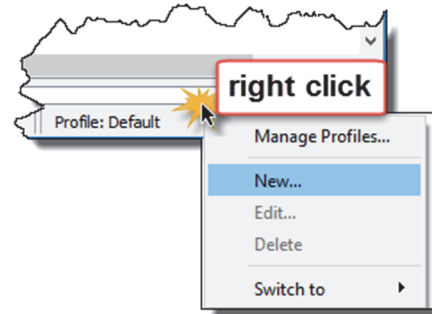 right click
Profile: Default
Manage Profiles...
New...
Edit...
Delete
Switch to